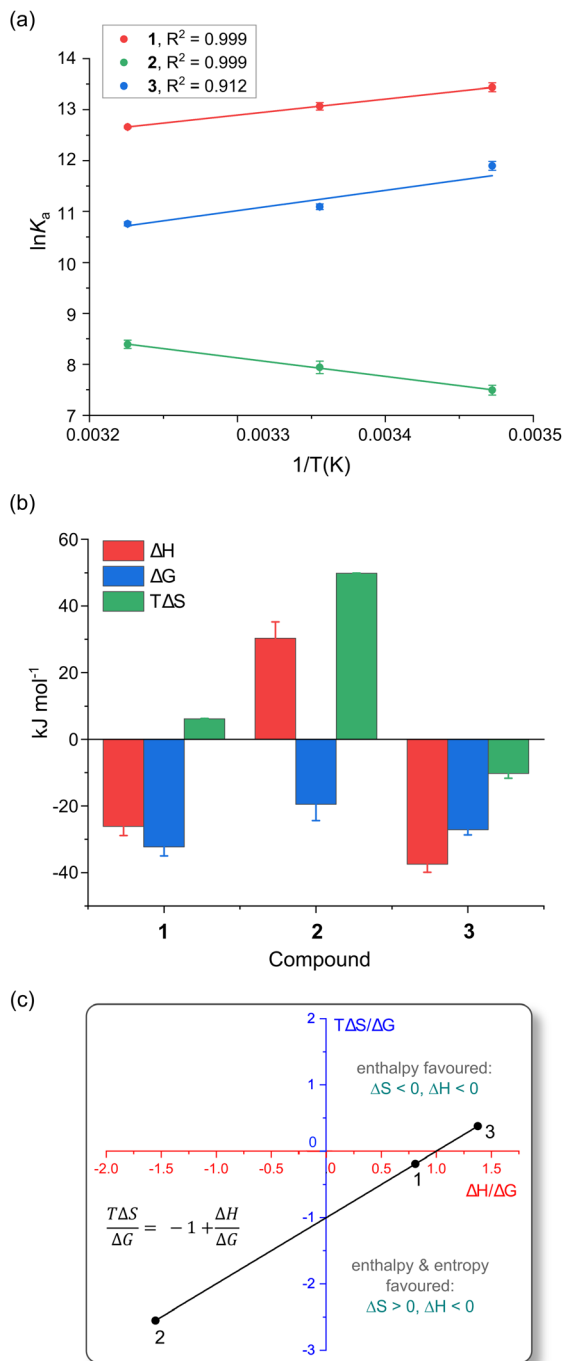 (a)
1, R² = 0.999
2, R² = 0.999
3, R² = 0.912
14
13
12
11
10
9
8
7
lnKₐ
0.0032
0.0033
0.0034
0.0035
1/T(K)
(b)
ΔH
ΔG
TΔS
60
40
20
0
-20
-40
kJ mol⁻¹
1
2
3
Compound
(c)
2
TΔS/ΔG
1
enthalpy favoured:
ΔS < 0, ΔH < 0
0
3
-2.0
-1.5
-1.0
-0.5
0.0
0.5
1.0
1.5
1
ΔH/ΔG
TΔS/ΔG = -1 + ΔH/ΔG
-1
enthalpy & entropy
favoured:
ΔS > 0, ΔH < 0
-2
2
-3